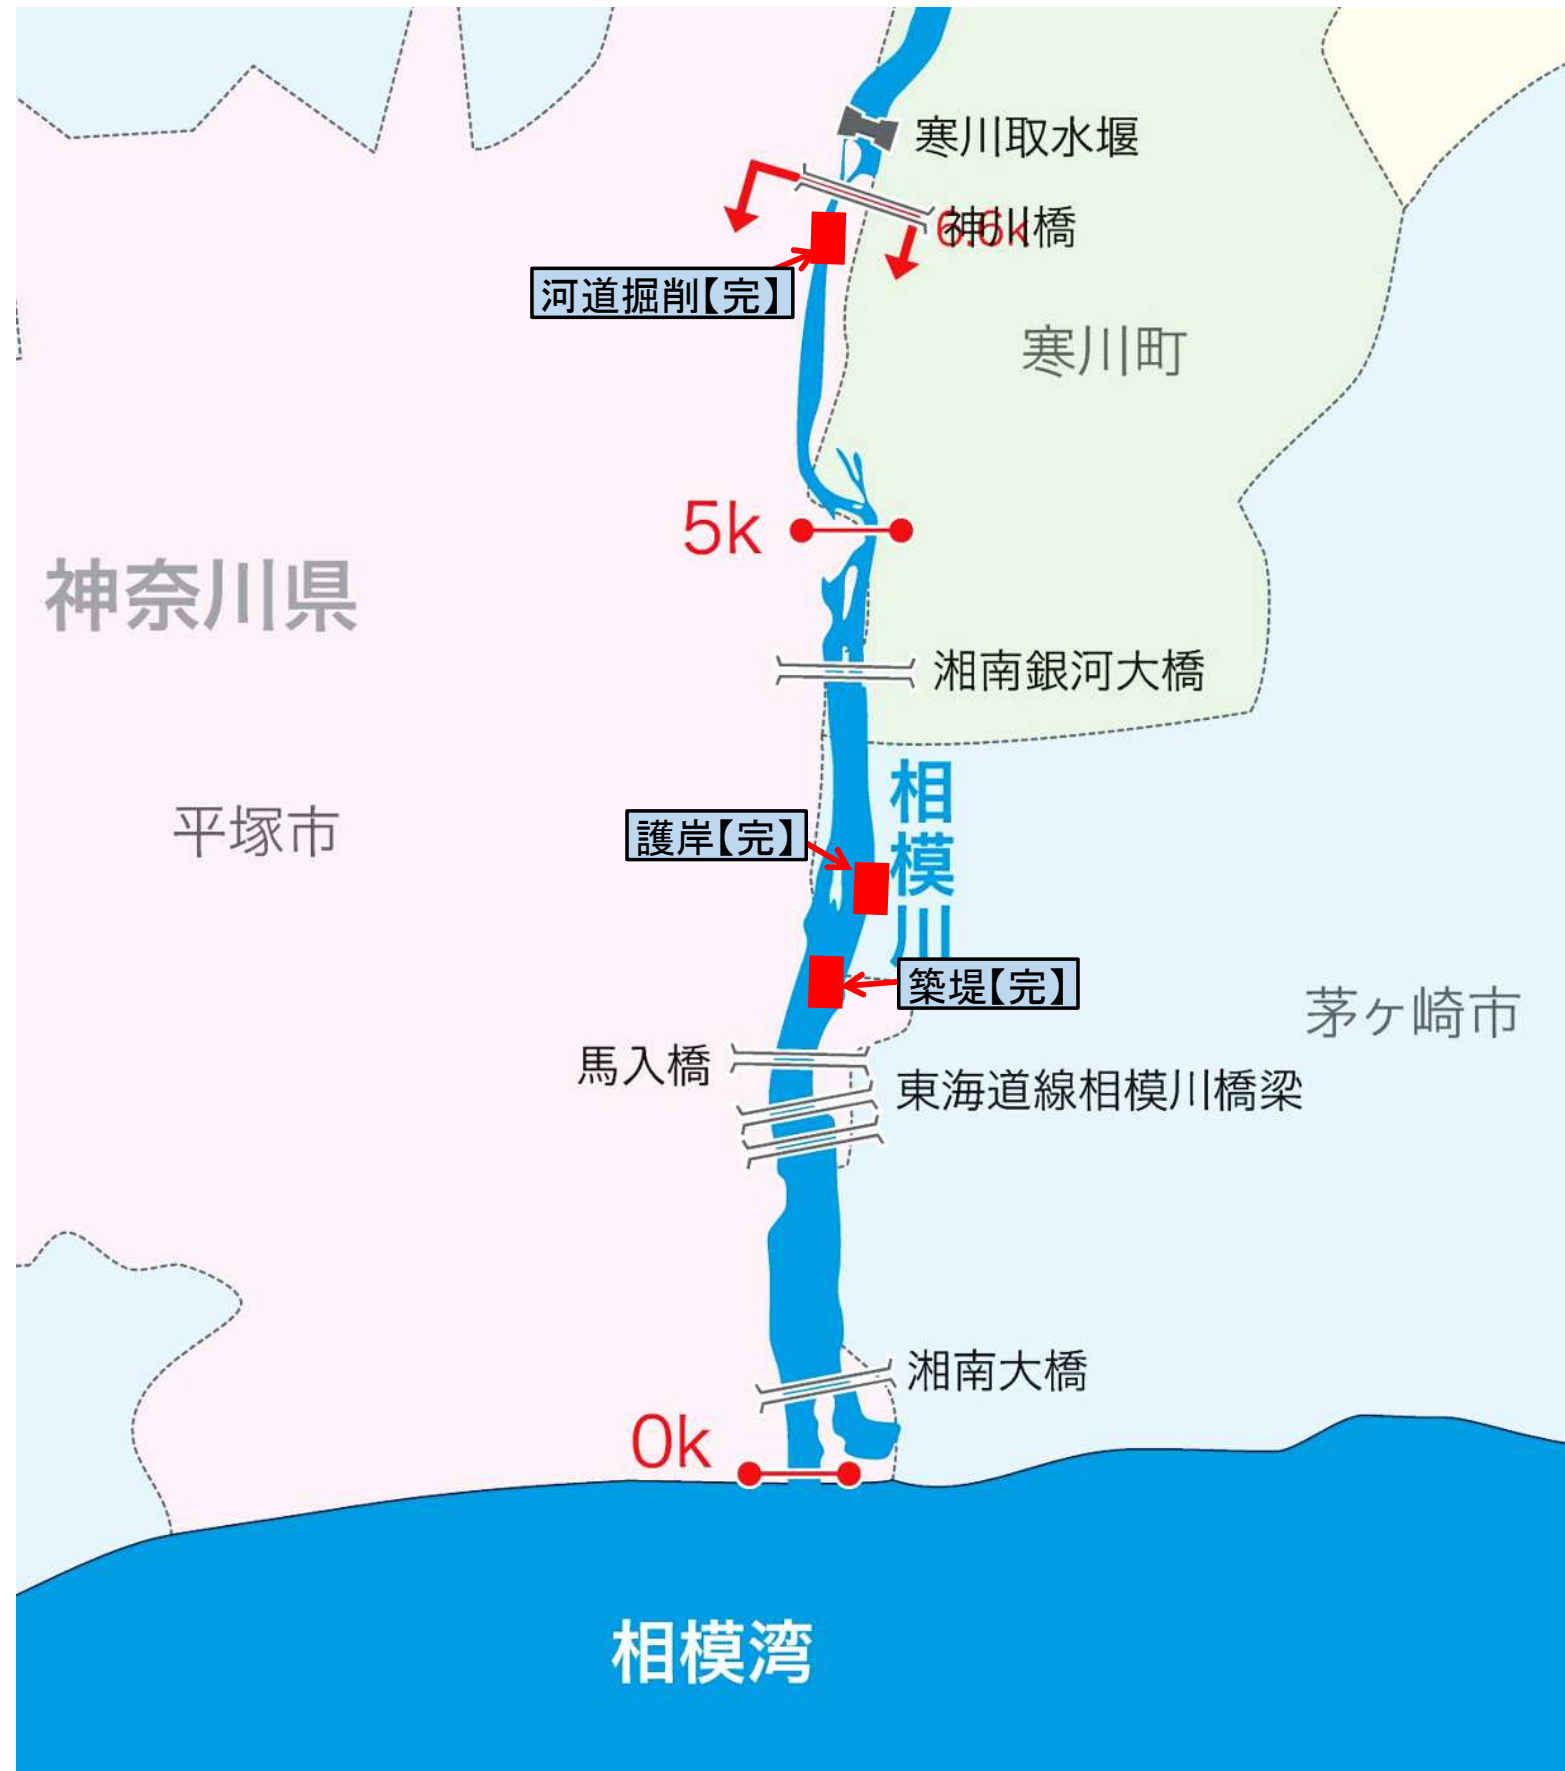 寒川取水堰
6.6k
神川橋
河道掘削【完】
寒川町
5k
神奈川県
湘南銀河大橋
相模川
平塚市
護岸【完】
築堤【完】
茅ヶ崎市
馬入橋
東海道線相模川橋梁
湘南大橋
0k
相模湾